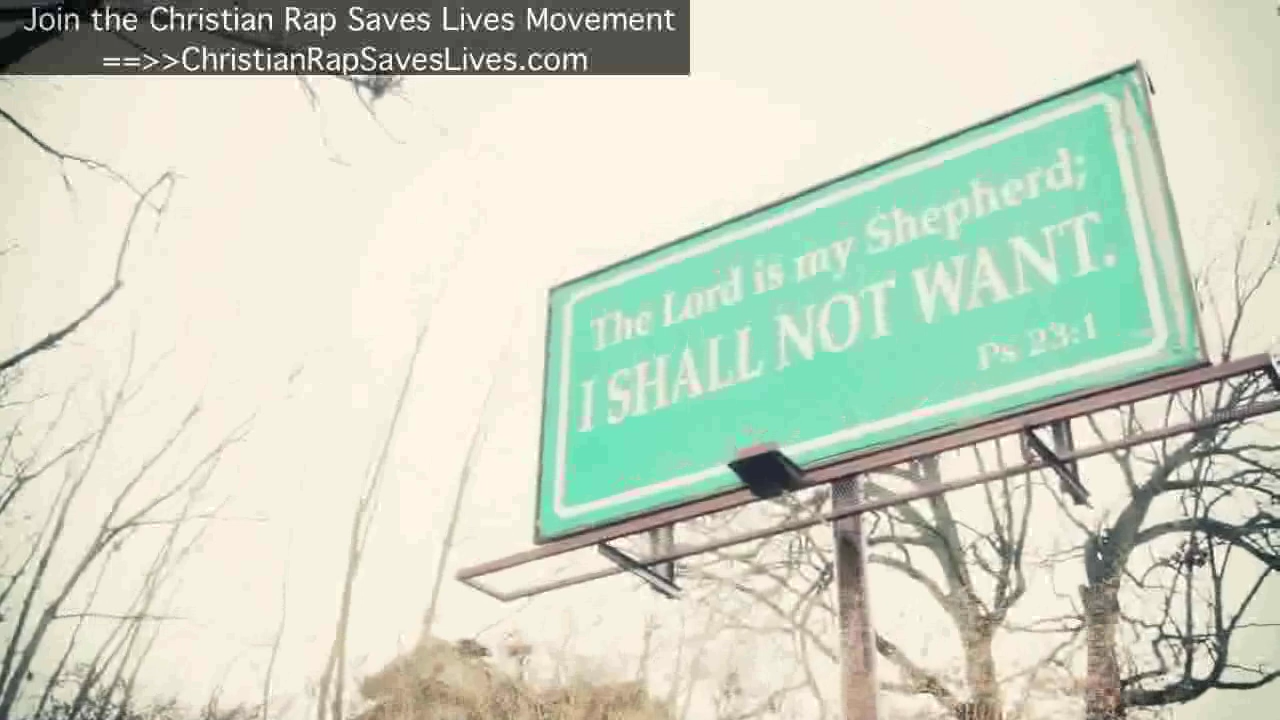 Join the Christian Rap Saves Lives Movement
==>>ChristianRapSavesLives.com
The Lord is my Shepherd;
I SHALL NOT WANT.
Ps 23:1